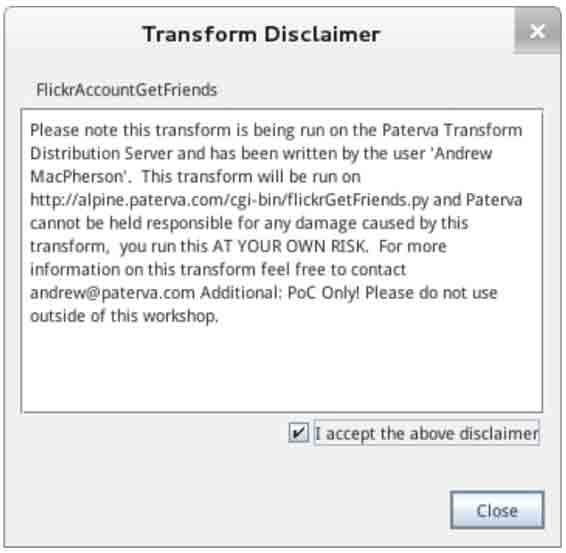 Transform Disclaimer
FlickrAccountGetFriends
Please note this transform is being run on the Paterva Transform
Distribution Server and has been written by the user 'Andrew
MacPherson'.  This transform will be run on
http://alpine.paterva.com/cgi-bin/flickrGetFriends.py and Paterva
cannot be held responsible for any damage caused by this
transform,  you run this AT YOUR OWN RISK.  For more
information on this transform feel free to contact
andrew@paterva.com Additional: PoC Only! Please do not use
outside of this workshop.
I accept the above disclaimer
Close